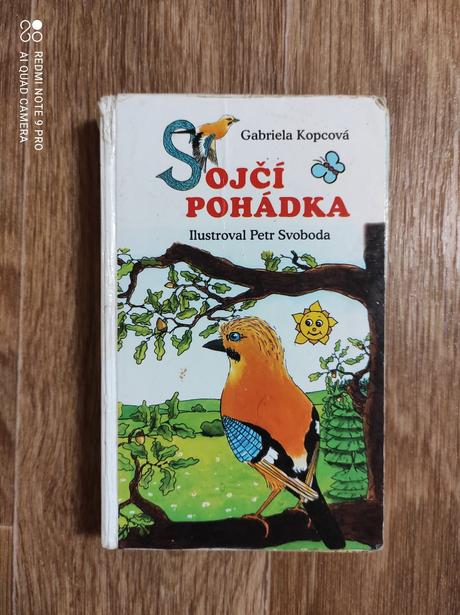 REDMI NOTE 9 PRO
AI QUAD CAMERA
Gabriela Kopcová
SOJČÍ
POHÁDKA
Ilustroval Petr Svoboda